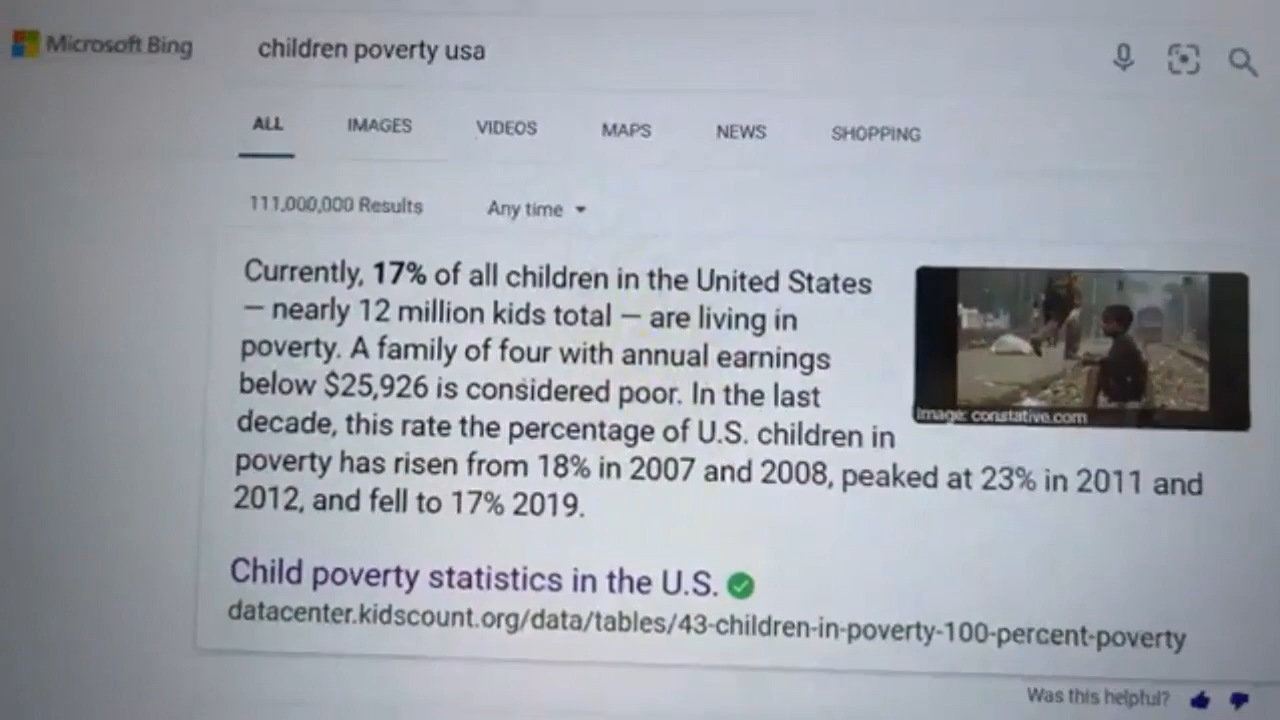 Microsoft Bing
children poverty usa
ALL IMAGES VIDEOS MAPS NEWS SHOPPING
111,000,000 Results Any time
Currently, 17% of all children in the United States
— nearly 12 million kids total — are living in
poverty. A family of four with annual earnings
below $25,926 is considered poor. In the last
decade, this rate the percentage of U.S. children in
poverty has risen from 18% in 2007 and 2008, peaked at 23% in 2011 and
2012, and fell to 17% 2019.
Image: constative.com
Child poverty statistics in the U.S.
datacenter.kidscount.org/data/tables/43-children-in-poverty-100-percent-poverty
Was this helpful?